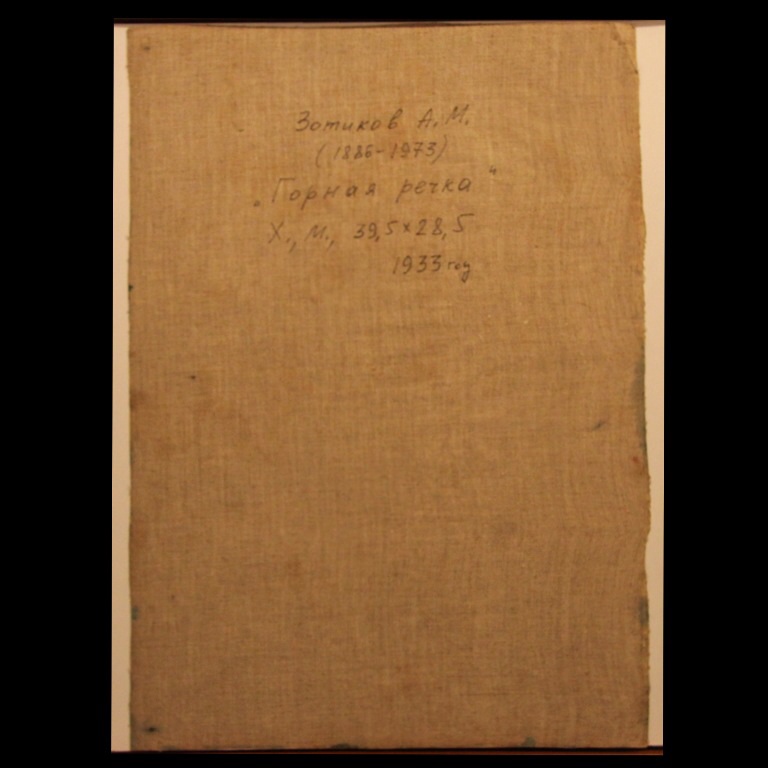 Зотиков А.М.
(1886-1973)
„Горная речка"
Х., м., 39,5×28,5
1933 год